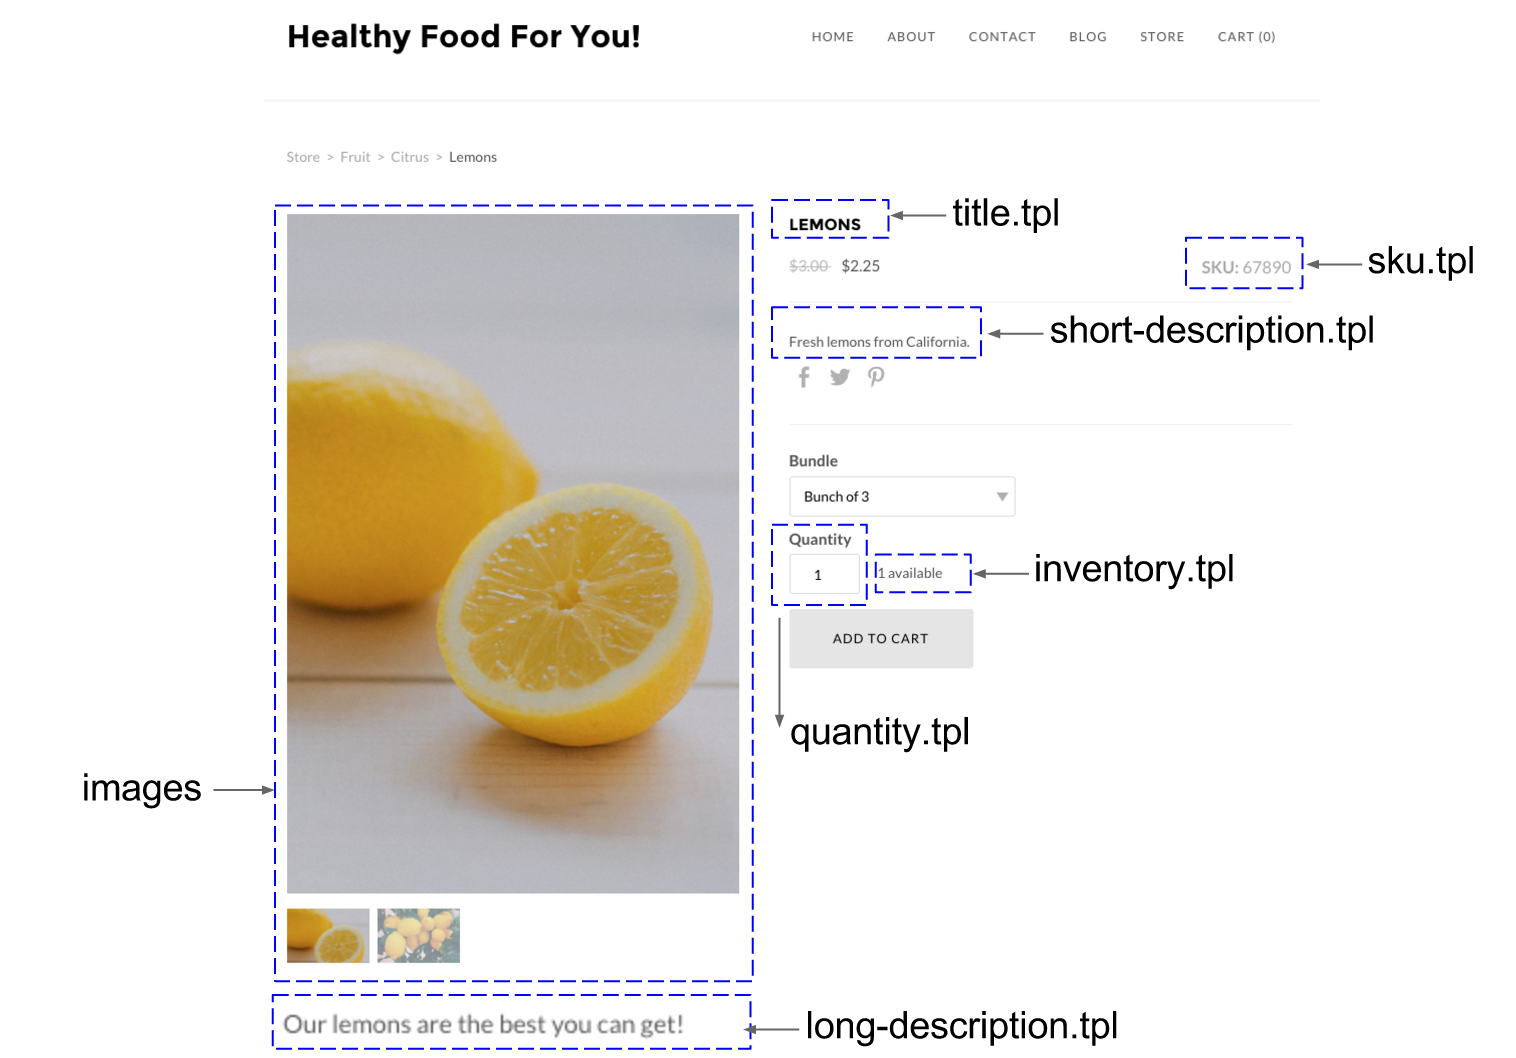 Healthy Food For You!
HOME ABOUT CONTACT BLOG STORE CART (0)
Store > Fruit > Citrus > Lemons
LEMONS
title.tpl
$3.00 $2.25
SKU: 67890
sku.tpl
Fresh lemons from California.
short-description.tpl
Bundle
Bunch of 3
Quantity
1
1 available
inventory.tpl
ADD TO CART
quantity.tpl
images
Our lemons are the best you can get!
long-description.tpl